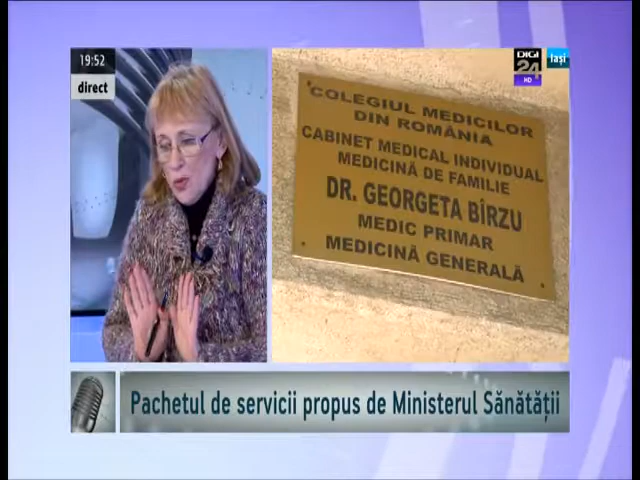 19:52
direct
DIGI
24
HD
Iași
COLEGIUL MEDICILOR
DIN ROMÂNIA
CABINET MEDICAL INDIVIDUAL
MEDICINĂ DE FAMILIE
DR. GEORGETA BÎRZU
MEDIC PRIMAR
MEDICINĂ GENERALĂ
Pachetul de servicii propus de Ministerul Sănătății